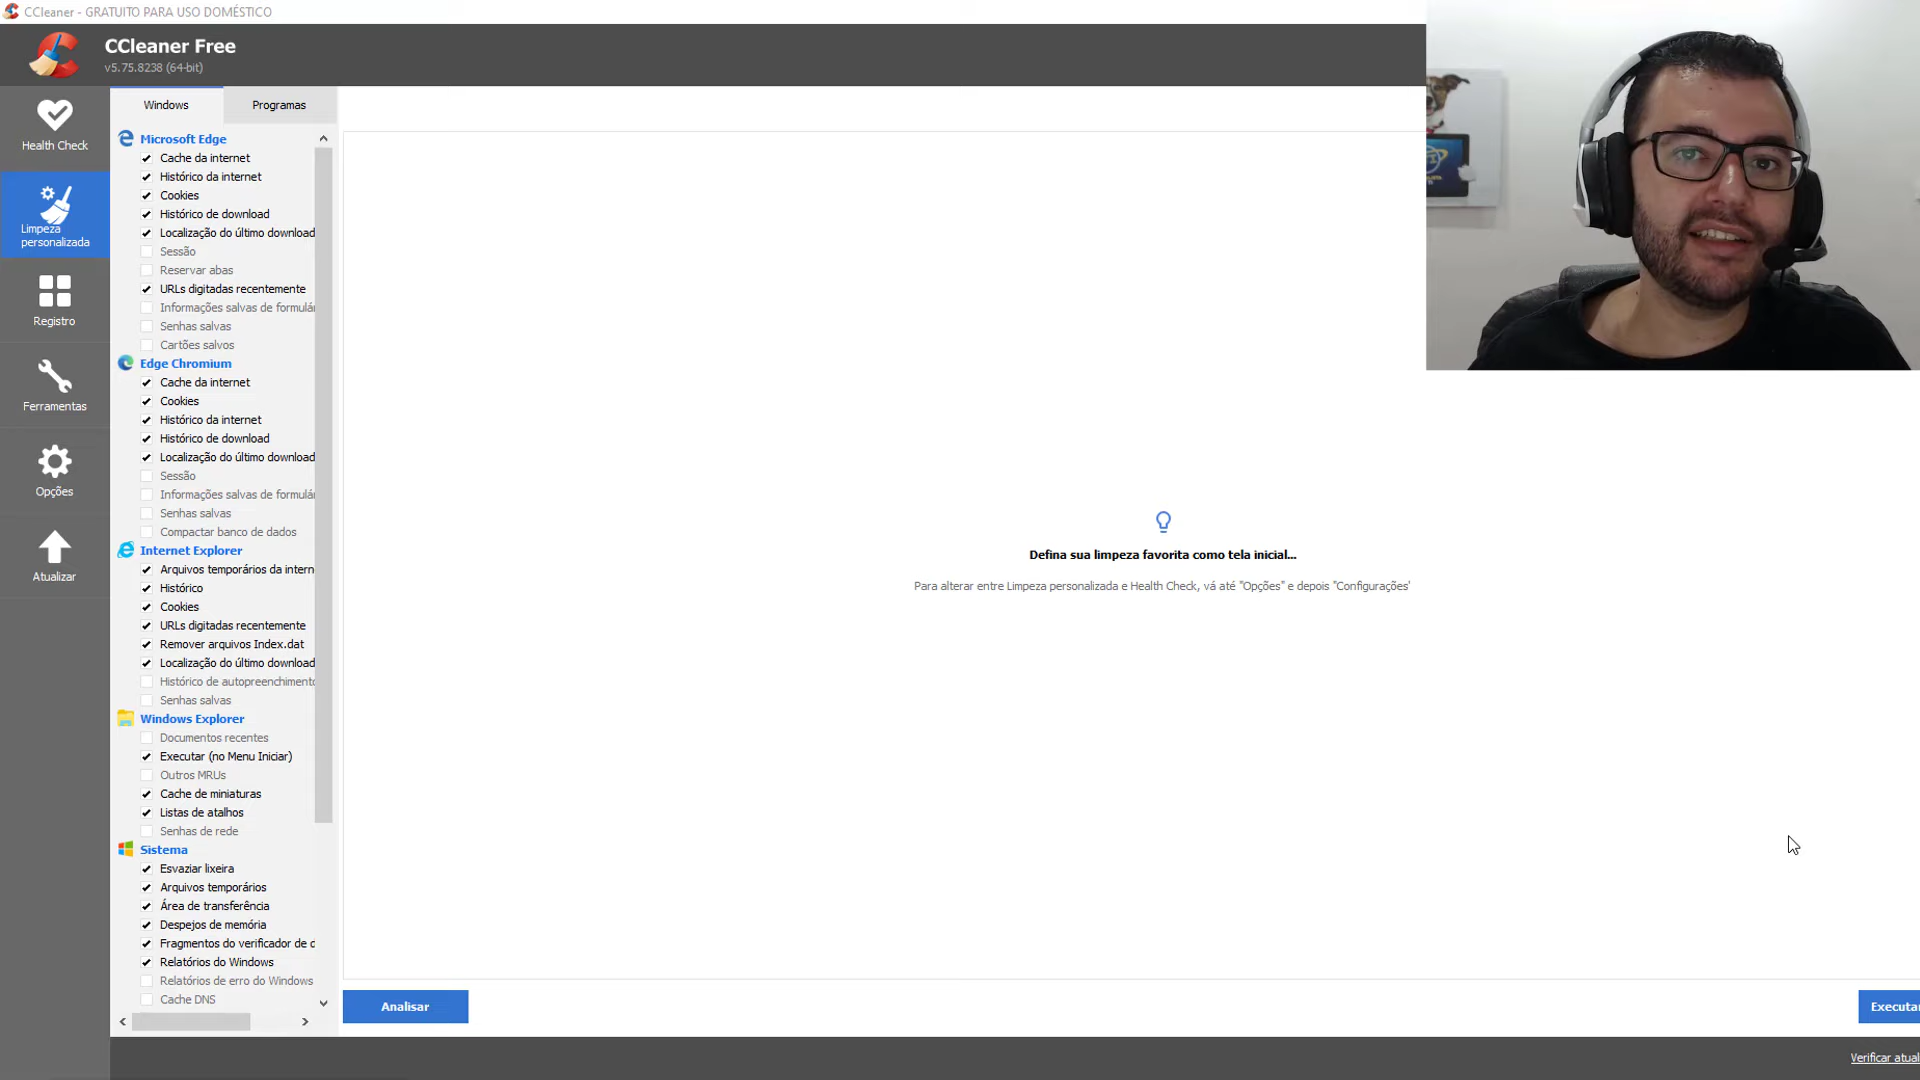 CCleaner - GRATUITO PARA USO DOMÉSTICO
CCleaner Free
v5.75.8238 (64-bit)
Health Check
Limpeza
personalizada
Registro
Ferramentas
Opções
Atualizar
Windows
Programas
Microsoft Edge
Cache da internet
Histórico da internet
Cookies
Histórico de download
Localização do último download
Sessão
Reservar abas
URLs digitadas recentemente
Informações salvas de formulár
Senhas salvas
Cartões salvos
Edge Chromium
Cache da internet
Cookies
Histórico da internet
Histórico de download
Localização do último download
Sessão
Informações salvas de formulár
Senhas salvas
Compactar banco de dados
Internet Explorer
Arquivos temporários da intern
Histórico
Cookies
URLs digitadas recentemente
Remover arquivos Index.dat
Localização do último download
Histórico de autopreenchimento
Senhas salvas
Windows Explorer
Documentos recentes
Executar (no Menu Iniciar)
Outros MRUs
Cache de miniaturas
Listas de atalhos
Senhas de rede
Sistema
Esvaziar lixeira
Arquivos temporários
Área de transferência
Despejos de memória
Fragmentos do verificador de d
Relatórios do Windows
Relatórios de erro do Windows
Cache DNS
Defina sua limpeza favorita como tela inicial...
Para alterar entre Limpeza personalizada e Health Check, vá até "Opções" e depois "Configurações'
Analisar
Executar
Verificar atual